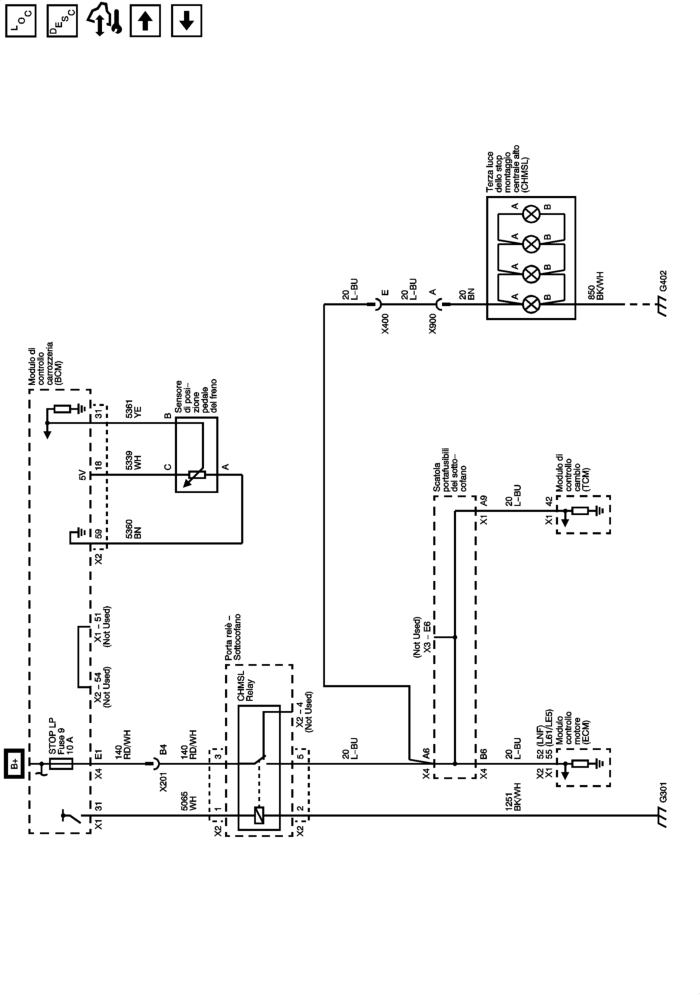 LOC
DESC
B+
Modulo di
controllo
carrozzeria
(BCM)
STOP LP
Fuse 9
10 A
X1 31
X4 E1
X2 – 54
(Not Used)
X1 – 51
(Not Used)
5V
X2 59
18
31
5360
BN
5339
WH
5361
YE
C
B
A
Sensore
di posi–
zione
pedale
del freno
140
RD/WH
X201 B4
140
RD/WH
5065
WH
Porta relè –
Sottocofano
X2 1
3
CHMSL
Relay
X2 – 4
(Not Used)
X2 2
5
20
L–BU
1251
BK/WH
G301
Scatola
portafusibili
del sotto–
cofano
X4 A6
(Not Used)
X3 – E6
X4 B6
X1 A9
20
L–BU
20
L–BU
X2 52 (LNF)
X1 55 (L61/LE5)
Modulo
controllo
motore
(ECM)
X1 42
Modulo di
controllo
cambio
(TCM)
20
L–BU
X400 E
20
L–BU
X900 A
20
BN
Terza luce
dello stop
montaggio
centrale alto
(CHMSL)
A
A
A
A
B
B
B
B
850
BK/WH
G402